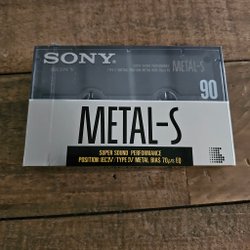 SONY
METAL-S
90
METAL-S
SUPER SOUND PERFORMANCE
POSITION IEC IV/TYPE IV METAL BIAS 70µs EQ